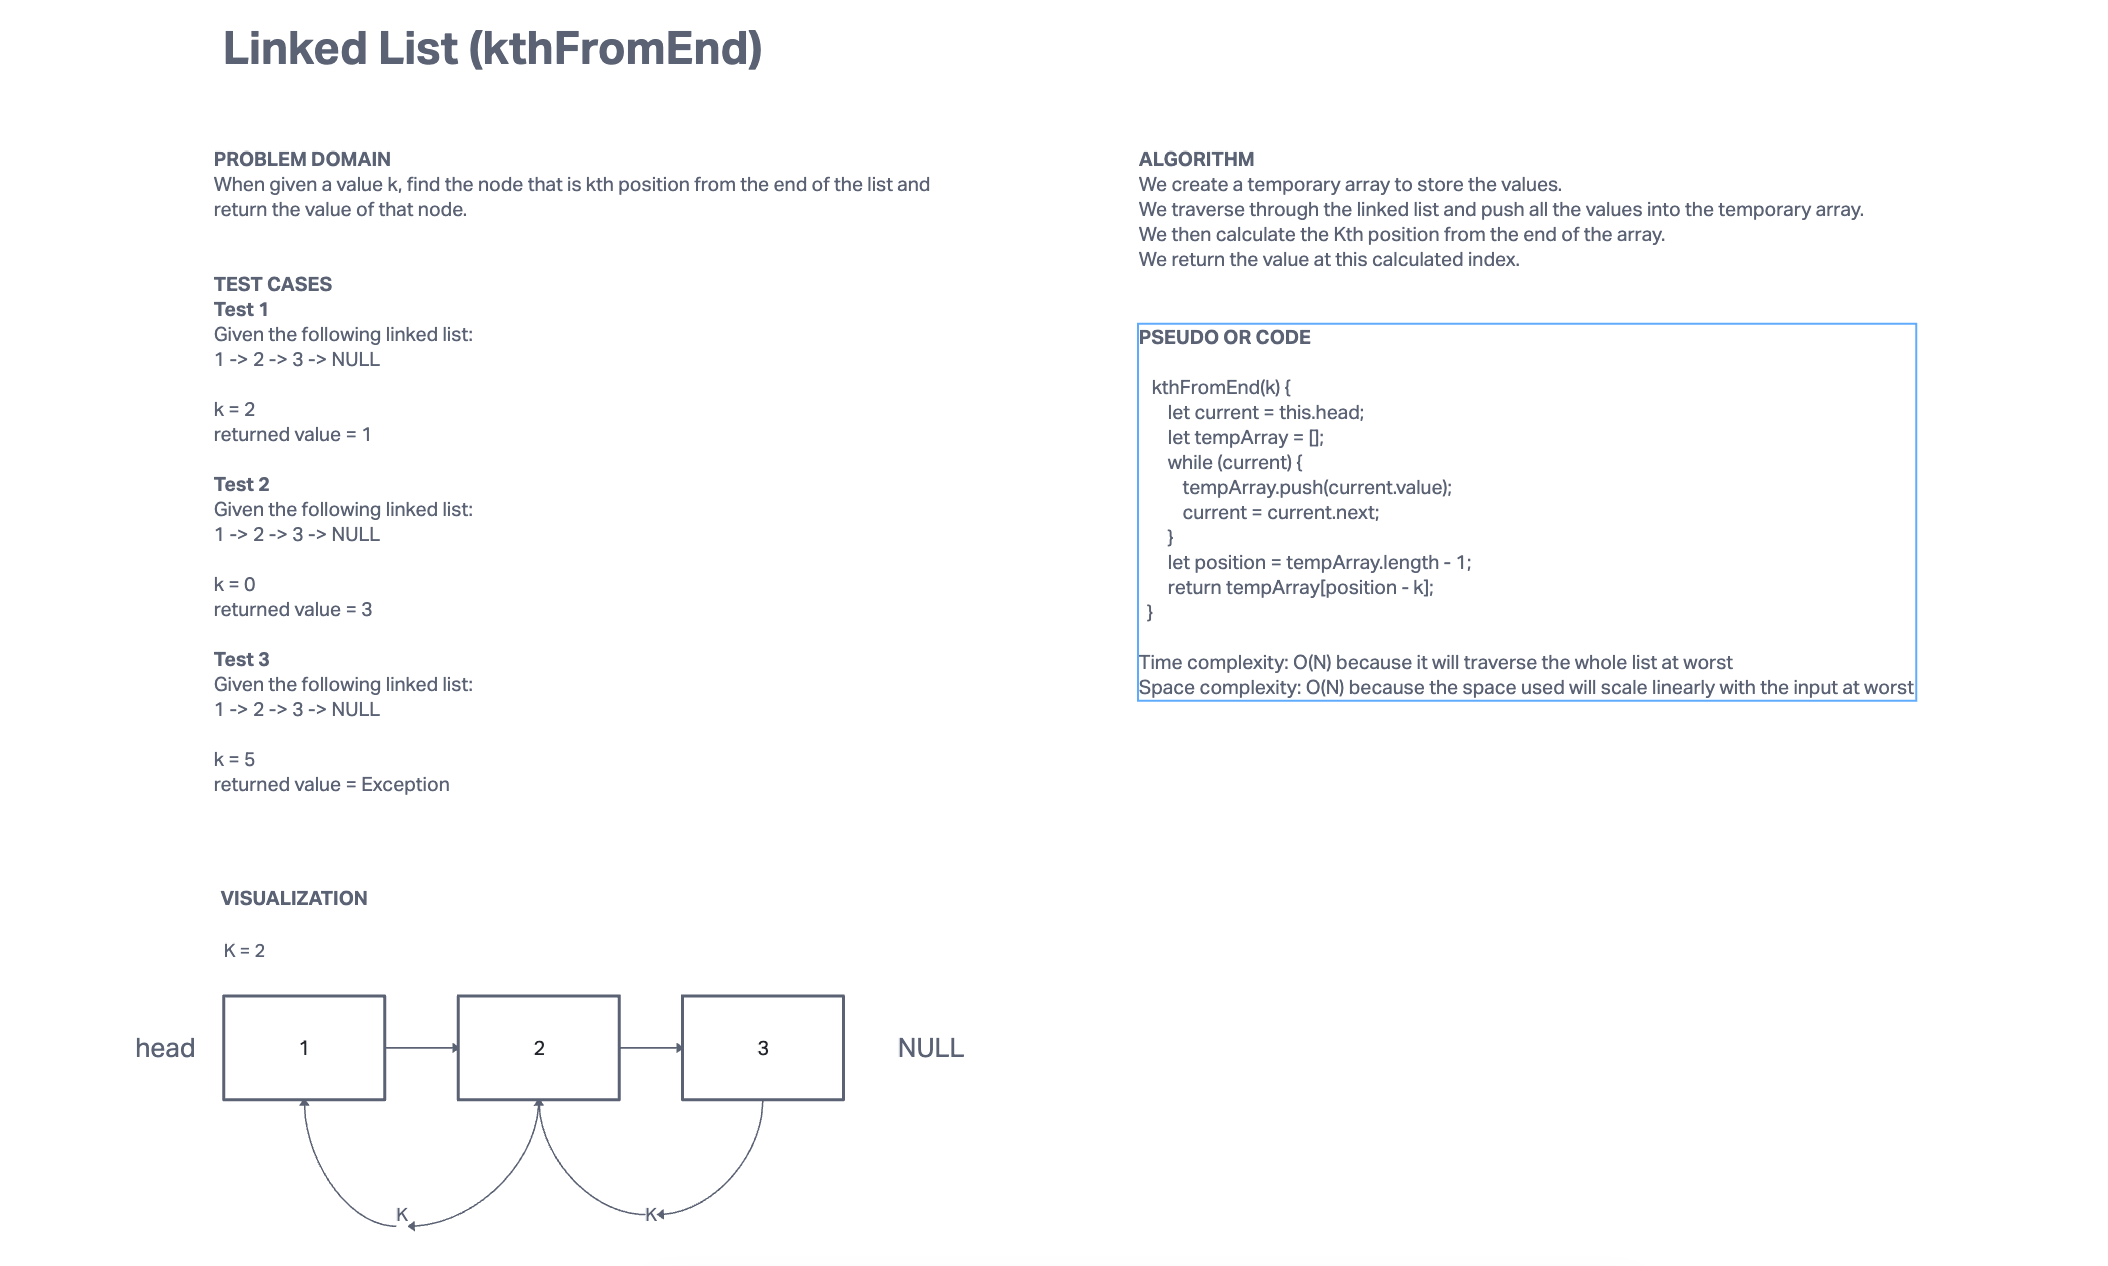 Linked List (kthFromEnd)
PROBLEM DOMAIN
When given a value k, find the node that is kth position from the end of the list and
return the value of that node.
TEST CASES
Test 1
Given the following linked list:
1 -> 2 -> 3 -> NULL
k = 2
returned value = 1
Test 2
Given the following linked list:
1 -> 2 -> 3 -> NULL
k = 0
returned value = 3
Test 3
Given the following linked list:
1 -> 2 -> 3 -> NULL
k = 5
returned value = Exception
VISUALIZATION
K = 2
head 1 2 3 NULL
K K
ALGORITHM
We create a temporary array to store the values.
We traverse through the linked list and push all the values into the temporary array.
We then calculate the Kth position from the end of the array.
We return the value at this calculated index.
PSEUDO OR CODE
kthFromEnd(k) {
let current = this.head;
let tempArray = [];
while (current) {
tempArray.push(current.value);
current = current.next;
}
let position = tempArray.length - 1;
return tempArray[position - k];
}
Time complexity: O(N) because it will traverse the whole list at worst
Space complexity: O(N) because the space used will scale linearly with the input at worst